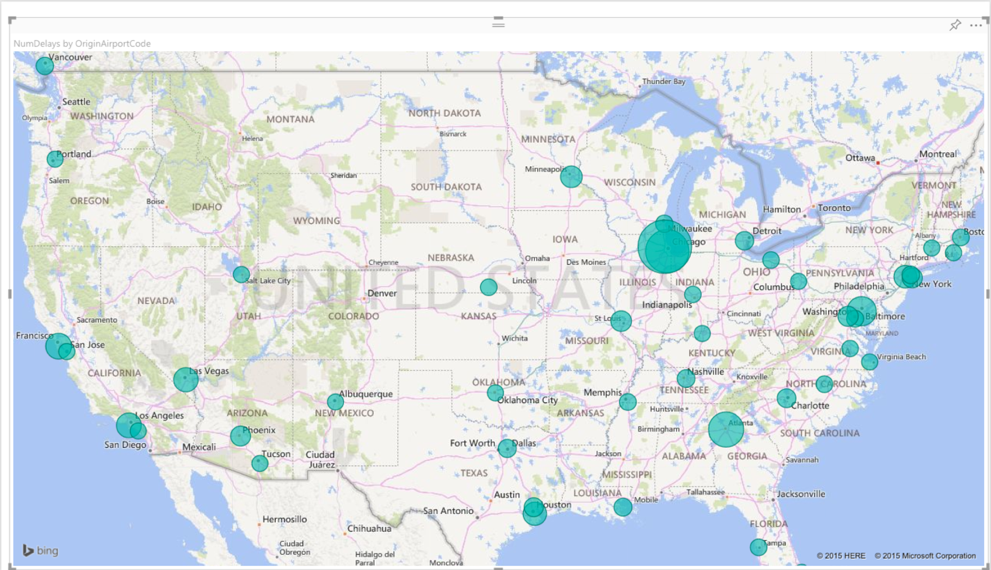 NumDelays by OriginAirportCode
Vancouver
Thunder Bay
Seattle
Olympia
WASHINGTON
MONTANA
NORTH DAKOTA
Helena
Bismarck
MINNESOTA
Ottawa
Montreal
Portland
Minneapolis
Salem
Sheridan
SOUTH DAKOTA
WISCONSIN
VERMONT
OREGON
Boise
IDAHO
WYOMING
MICHIGAN
Hamilton
Toronto
NEW HAMPSHIRE
Milwaukee
Detroit
NEW YORK
Albany
Bost
IOWA
Chicago
Hartford
Cheyenne
NEBRASKA
Omaha
Des Moines
Salt Lake City
UNITED STATES
Lincoln
OHIO
PENNSYLVANIA
New York
NEVADA
Denver
ILLINOIS
INDIANA
Columbus
Philadelphia
Indianapolis
Sacramento
UTAH
COLORADO
KANSAS
St Louis
Cincinnati
Washington
Baltimore
Francisco
San Jose
Wichita
MISSOURI
WEST VIRGINIA
MARYLAND
KENTUCKY
VIRGINIA
Virginia Beach
CALIFORNIA
Las Vegas
Nashville
Knoxville
OKLAHOMA
TENNESSEE
NORTH CAROLINA
Albuquerque
Oklahoma City
Memphis
Charlotte
Los Angeles
ARIZONA
NEW MEXICO
ARKANSAS
Huntsville
Atlanta
Phoenix
Birmingham
SOUTH CAROLINA
San Diego
Mexicali
Fort Worth
Dallas
Tucson
Ciudad Juárez
Jackson
ALABAMA
GEORGIA
Savannah
TEXAS
MISSISSIPPI
Austin
LOUISIANA
Mobile
Tallahassee
Jacksonville
San Antonio
Houston
Hermosillo
Chihuahua
FLORIDA
Ciudad Obregón
Hidalgo del Parral
Monclova
Tampa
bing
© 2015 HERE © 2015 Microsoft Corporation